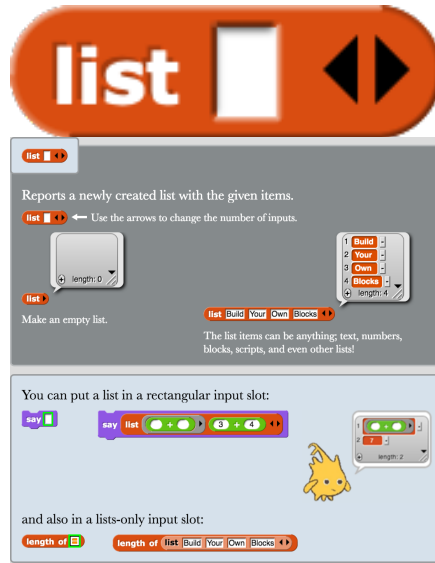 list
list
Reports a newly created list with the given items.
list Use the arrows to change the number of inputs.
length: 0
list
Make an empty list.
1 Build -
2 Your -
3 Own -
4 Blocks -
+ length: 4
list Build Your Own Blocks
The list items can be anything; text, numbers,
blocks, scripts, and even other lists!
You can put a list in a rectangular input slot:
say
say list + 3 + 4
1 +
2 7 -
length: 2
and also in a lists-only input slot:
length of
length of list Build Your Own Blocks